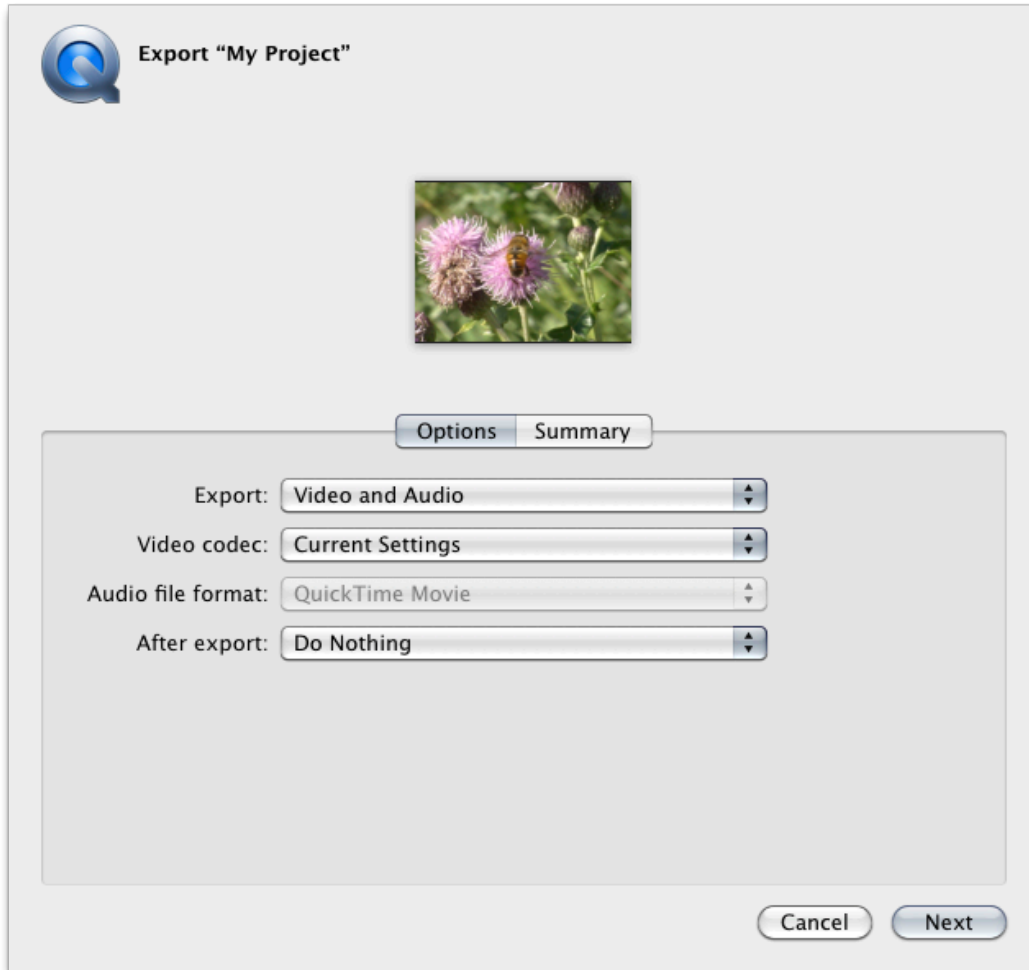 Export “My Project”
Options Summary
Export: Video and Audio
Video codec: Current Settings
Audio file format: QuickTime Movie
After export: Do Nothing
Cancel Next